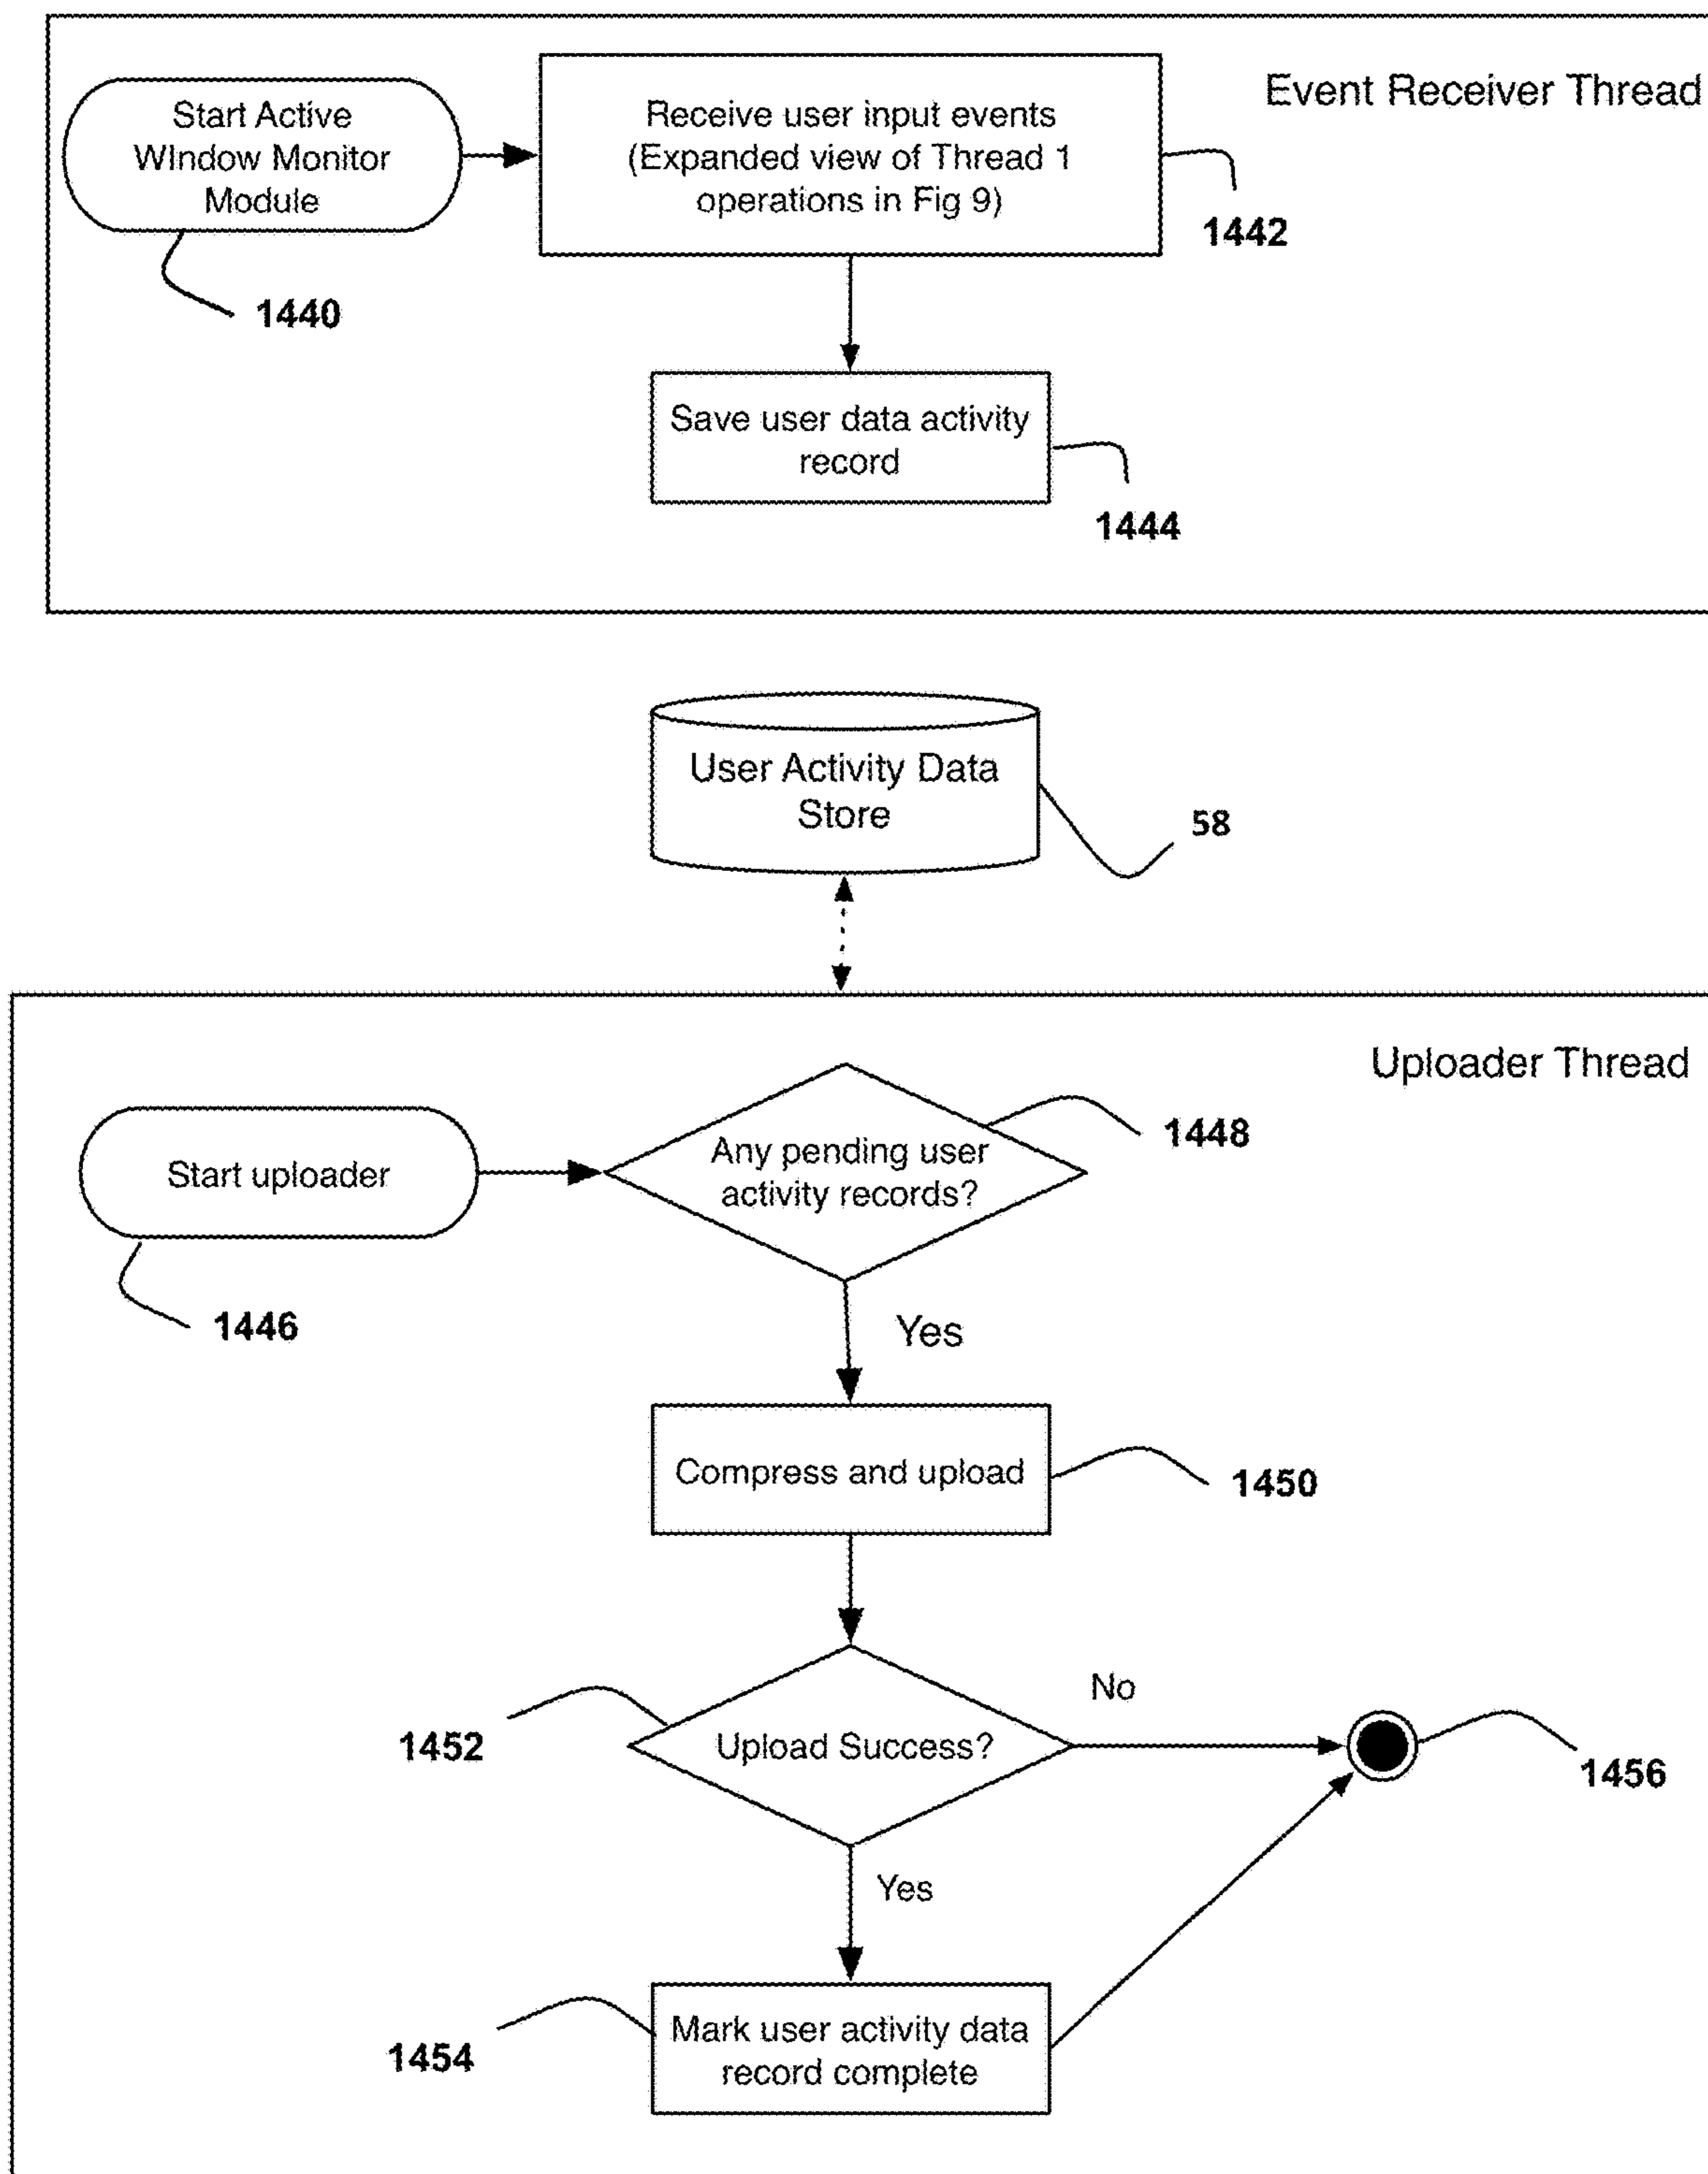 Event Receiver Thread
Start Active
WIndow Monitor
Module
1440
Receive user input events
(Expanded view of Thread 1
operations in Fig 9)
1442
Save user data activity
record
1444
User Activity Data
Store
58
Uploader Thread
Start uploader
1446
Any pending user
activity records?
1448
Yes
Compress and upload
1450
Upload Success?
1452
No
1456
Yes
Mark user activity data
record complete
1454